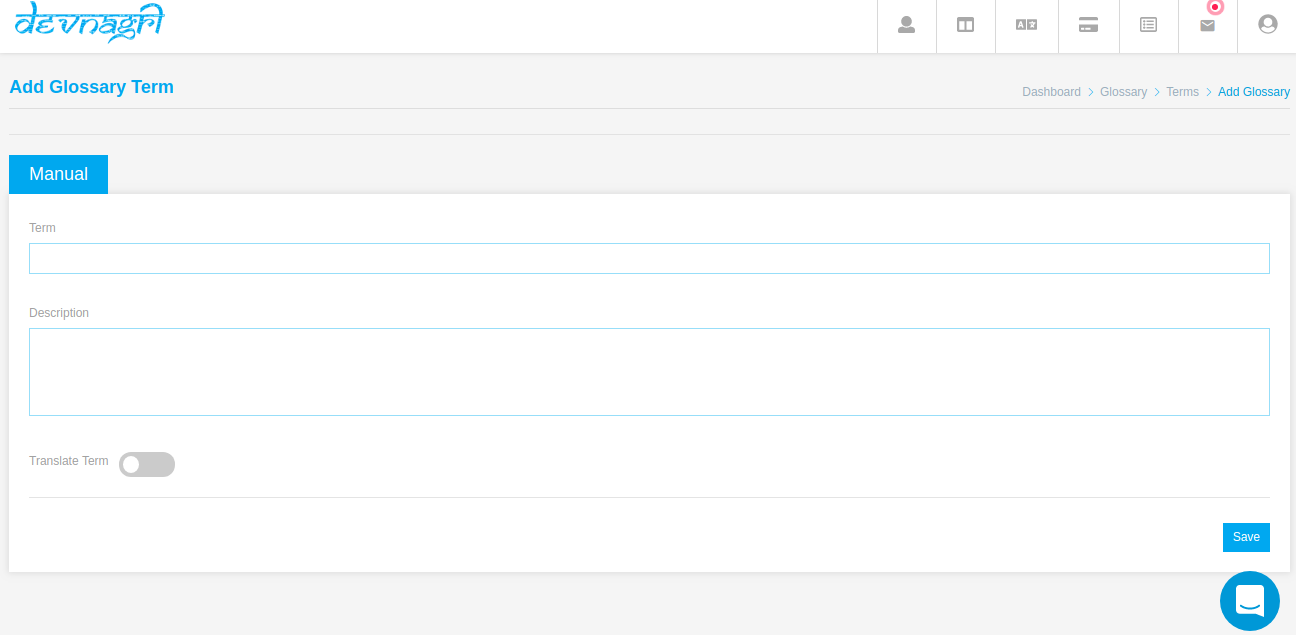 devnagri
Add Glossary Term
Dashboard > Glossary > Terms > Add Glossary
Manual
Term
Description
Translate Term
Save